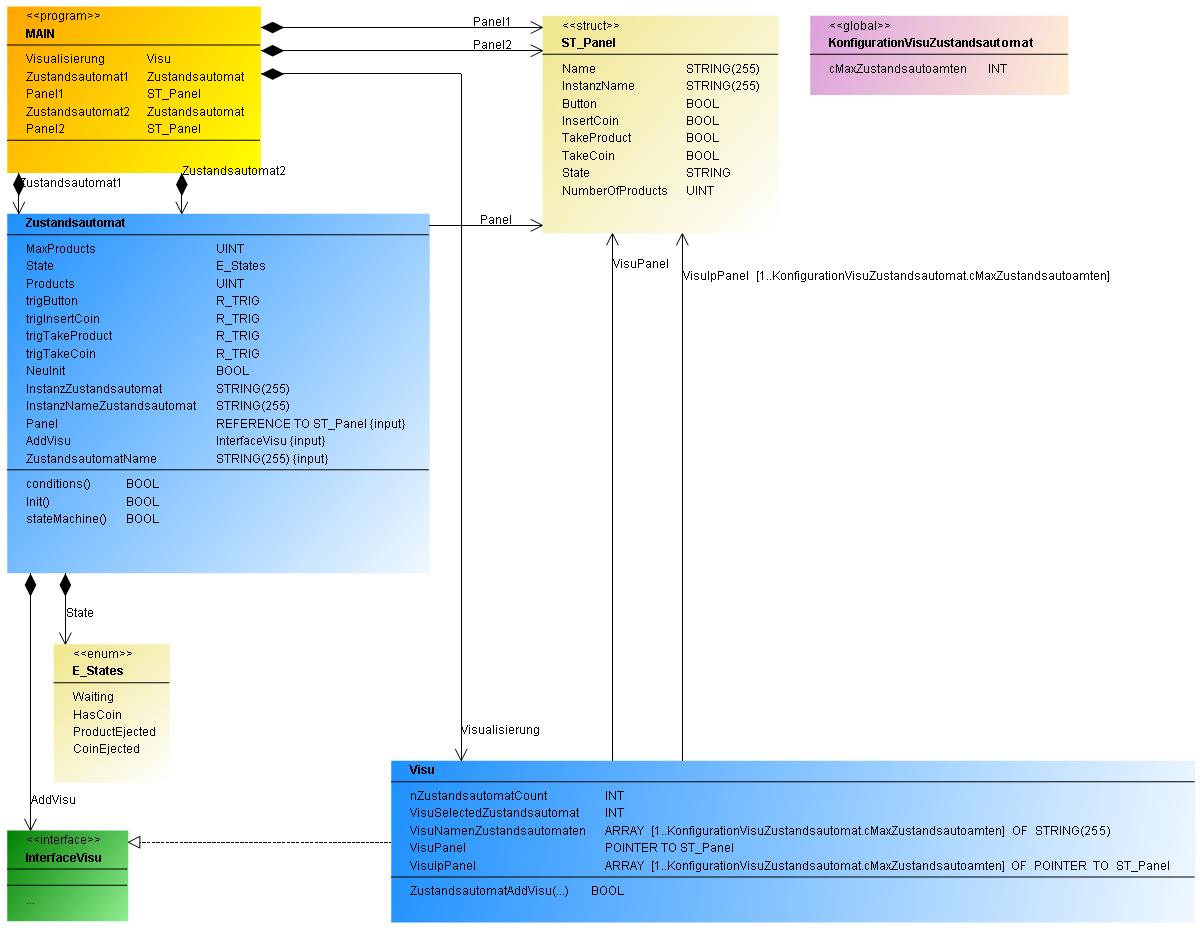 <<program>>
MAIN
Visualisierung Visu
Zustandsautomat1 Zustandsautomat
Panel1 ST_Panel
Zustandsautomat2 Zustandsautomat
Panel2 ST_Panel
Panel1
Panel2
<<struct>>
ST_Panel
Name STRING(255)
InstanzName STRING(255)
Button BOOL
InsertCoin BOOL
TakeProduct BOOL
TakeCoin BOOL
State STRING
NumberOfProducts UINT
<<global>>
KonfigurationVisuZustandsautomat
cMaxZustandsautoamten INT
Zustandsautomat1
Zustandsautomat2
Zustandsautomat
MaxProducts UINT
State E_States
Products UINT
trigButton R_TRIG
trigInsertCoin R_TRIG
trigTakeProduct R_TRIG
trigTakeCoin R_TRIG
NeuInit BOOL
InstanzZustandsautomat STRING(255)
InstanzNameZustandsautomat STRING(255)
Panel REFERENCE TO ST_Panel {input}
AddVisu InterfaceVisu {input}
ZustandsautomatName STRING(255) {input}
conditions() BOOL
Init() BOOL
stateMachine() BOOL
Panel
VisuPanel
VisuIpPanel [1..KonfigurationVisuZustandsautomat.cMaxZustandsautoamten]
State
<<enum>>
E_States
Waiting
HasCoin
ProductEjected
CoinEjected
Visualisierung
AddVisu
<<interface>>
InterfaceVisu
...
Visu
nZustandsautomatCount INT
VisuSelectedZustandsautomat INT
VisuNamenZustandsautomaten ARRAY [1..KonfigurationVisuZustandsautomat.cMaxZustandsautoamten] OF STRING(255)
VisuPanel POINTER TO ST_Panel
VisuIpPanel ARRAY [1..KonfigurationVisuZustandsautomat.cMaxZustandsautoamten] OF POINTER TO ST_Panel
ZustandsautomatAddVisu(...) BOOL